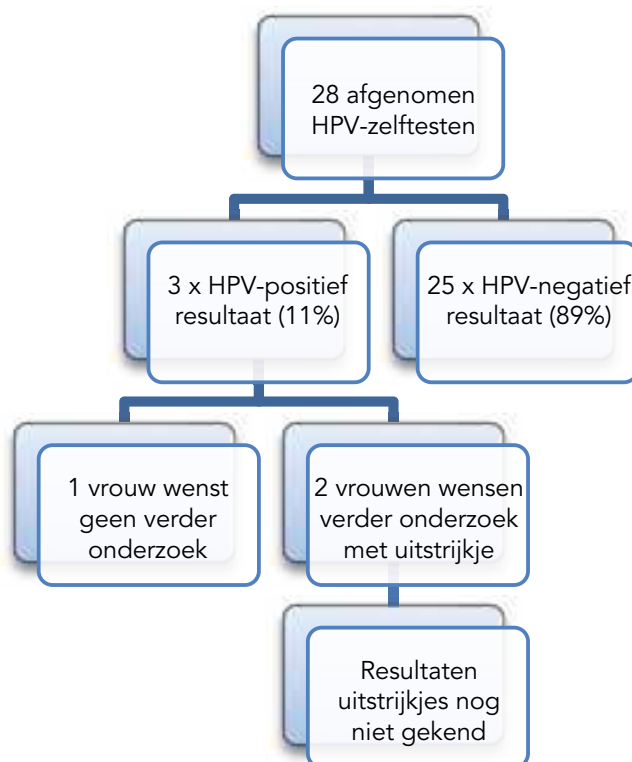 28 afgenomen
HPV-zelftesten
3 x HPV-positief
resultaat (11%)
25 x HPV-negatief
resultaat (89%)
1 vrouw wenst
geen verder
onderzoek
2 vrouwen wensen
verder onderzoek
met uitstrijkje
Resultaten
uitstrijkjes nog
niet gekend